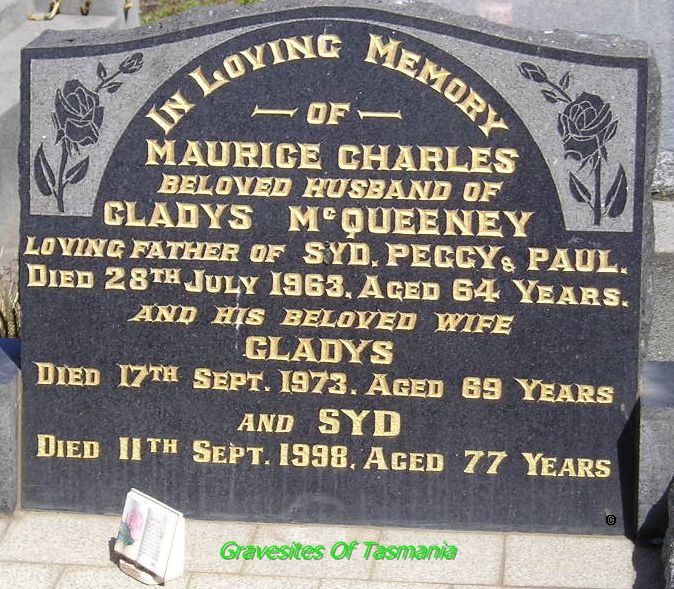 IN LOVING MEMORY
— OF —
MAURICE CHARLES
BELOVED HUSBAND OF
GLADYS McQUEENEY
LOVING FATHER OF SYD, PEGGY & PAUL.
DIED 28TH JULY 1963, AGED 64 YEARS.
AND HIS BELOVED WIFE
GLADYS
DIED 17TH SEPT. 1973. AGED 69 YEARS
AND SYD
DIED 11TH SEPT. 1998, AGED 77 YEARS
©
Gravesites Of Tasmania